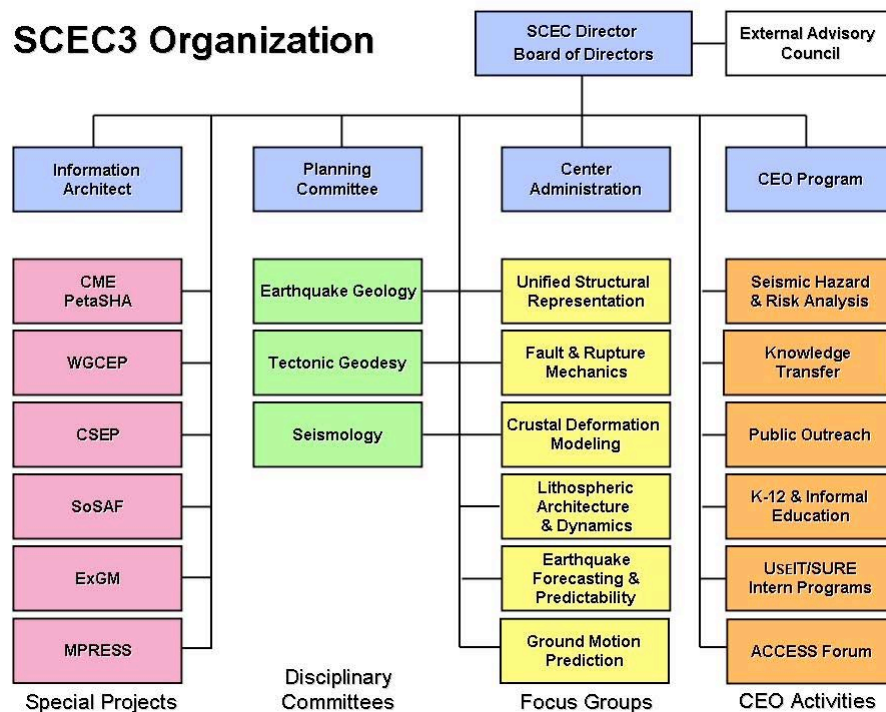 SCEC3 Organization
SCEC Director
Board of Directors
External Advisory
Council
Information
Architect
Planning
Committee
Center
Administration
CEO Program
CME
PetaSHA
WGCEP
CSEP
SoSAF
ExGM
MPRESS
Special Projects
Earthquake Geology
Tectonic Geodesy
Seismology
Disciplinary
Committees
Unified Structural
Representation
Fault & Rupture
Mechanics
Crustal Deformation
Modeling
Lithospheric
Architecture
& Dynamics
Earthquake
Forecasting &
Predictability
Ground Motion
Prediction
Focus Groups
Seismic Hazard
& Risk Analysis
Knowledge
Transfer
Public Outreach
K-12 & Informal
Education
USEIT/SURE
Intern Programs
ACCESS Forum
CEO Activities